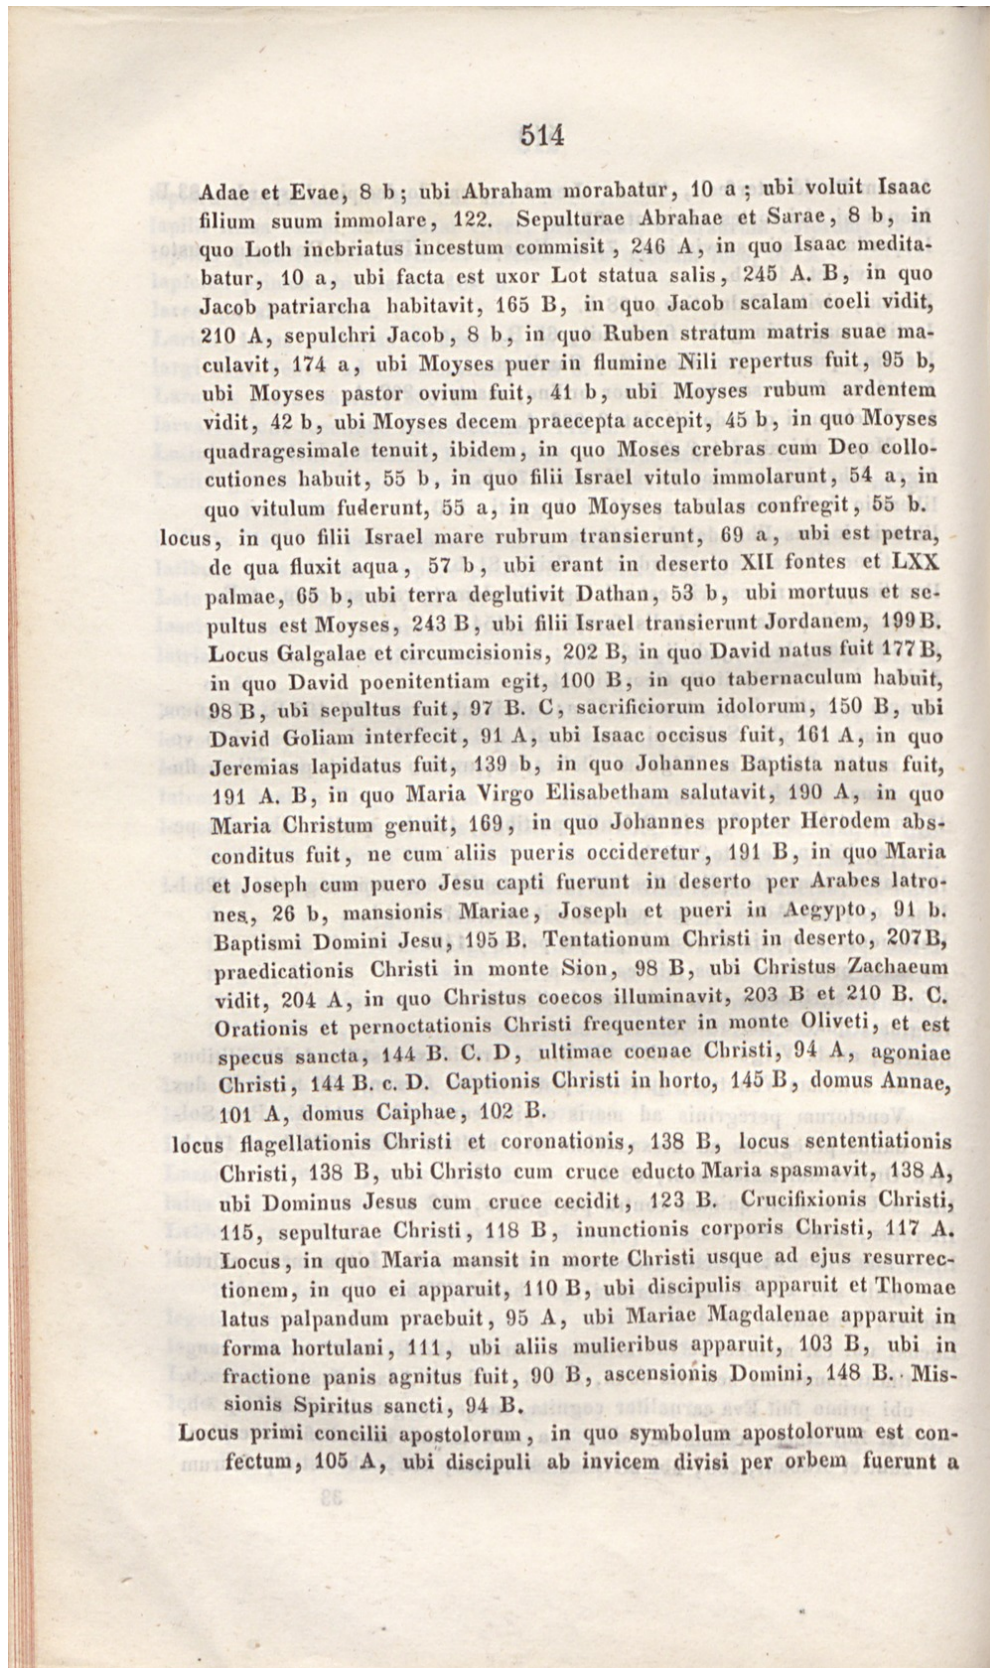 514
Adae et Evae, 8 b; ubi Abraham morabatur, 10 a; ubi voluit Isaac
filium suum immolare, 122. Sepulturae Abrahae et Sarae, 8 b, in
quo Loth inebriatus incestum commisit, 246 A, in quo Isaac medita-
batur, 10 a, ubi facta est uxor Lot statua salis, 245 A. B, in quo
Jacob patriarcha habitavit, 165 B, in quo Jacob scalam coeli vidit,
210 A, sepulchri Jacob, 8 b, in quo Ruben stratum matris suae ma-
culavit, 174 a, ubi Moyses puer in flumine Nili repertus fuit, 95 b,
ubi Moyses pastor ovium fuit, 41 b, ubi Moyses rubum ardentem
vidit, 42 b, ubi Moyses decem praecepta accepit, 45 b, in quo Moyses
quadragesimale tenuit, ibidem, in quo Moses crebras cum Deo collo-
cutiones habuit, 55 b, in quo filii Israel vitulo immolarunt, 54 a, in
quo vitulum fuderunt, 55 a, in quo Moyses tabulas confregit, 55 b.
locus, in quo filii Israel mare rubrum transierunt, 69 a, ubi est petra,
de qua fluxit aqua, 57 b, ubi erant in deserto XII fontes et LXX
palmae, 65 b, ubi terra deglutivit Dathan, 53 b, ubi mortuus et se-
pultus est Moyses, 243 B, ubi filii Israel transierunt Jordanem, 199 B.
Locus Galgalae et circumcisionis, 202 B, in quo David natus fuit 177 B,
in quo David poenitentiam egit, 100 B, in quo tabernaculum habuit,
98 B, ubi sepultus fuit, 97 B. C, sacrificiorum idolorum, 150 B, ubi
David Goliam interfecit, 91 A, ubi Isaac occisus fuit, 161 A, in quo
Jeremias lapidatus fuit, 139 b, in quo Johannes Baptista natus fuit,
191 A. B, in quo Maria Virgo Elisabetham salutavit, 190 A, in quo
Maria Christum genuit, 169, in quo Johannes propter Herodem abs-
conditus fuit, ne cum aliis pueris occideretur, 191 B, in quo Maria
et Joseph cum puero Jesu capti fuerunt in deserto per Arabes latro-
nes, 26 b, mansionis Mariae, Joseph et pueri in Aegypto, 91 b.
Baptismi Domini Jesu, 195 B. Tentationum Christi in deserto, 207 B,
praedicationis Christi in monte Sion, 98 B, ubi Christus Zachaeum
vidit, 204 A, in quo Christus coecos illuminavit, 203 B et 210 B. C.
Orationis et pernoctationis Christi frequenter in monte Oliveti, et est
specus sancta, 144 B. C. D, ultimae coenae Christi, 94 A, agoniae
Christi, 144 B. c. D. Captionis Christi in horto, 145 B, domus Annae,
101 A, domus Caiphae, 102 B.
locus flagellationis Christi et coronationis, 138 B, locus sententiationis
Christi, 138 B, ubi Christo cum cruce educto Maria spasmavit, 138 A,
ubi Dominus Jesus cum cruce cecidit, 123 B. Crucifixionis Christi,
115, sepulturae Christi, 118 B, inunctionis corporis Christi, 117 A.
Locus, in quo Maria mansit in morte Christi usque ad ejus resurrec-
tionem, in quo ei apparuit, 110 B, ubi discipulis apparuit et Thomae
latus palpandum praebuit, 95 A, ubi Mariae Magdalenae apparuit in
forma hortulani, 111, ubi aliis mulieribus apparuit, 103 B, ubi in
fractione panis agnitus fuit, 90 B, ascensionis Domini, 148 B. Mis-
sionis Spiritus sancti, 94 B.
Locus primi concilii apostolorum, in quo symbolum apostolorum est con-
fectum, 105 A, ubi discipuli ab invicem divisi per orbem fuerunt a